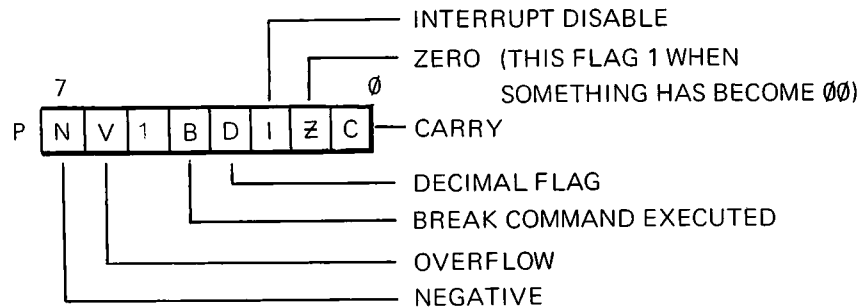 INTERRUPT DISABLE
ZERO (THIS FLAG 1 WHEN
SOMETHING HAS BECOME ØØ)
7 Ø
P N V 1 B D I Z C CARRY
DECIMAL FLAG
BREAK COMMAND EXECUTED
OVERFLOW
NEGATIVE